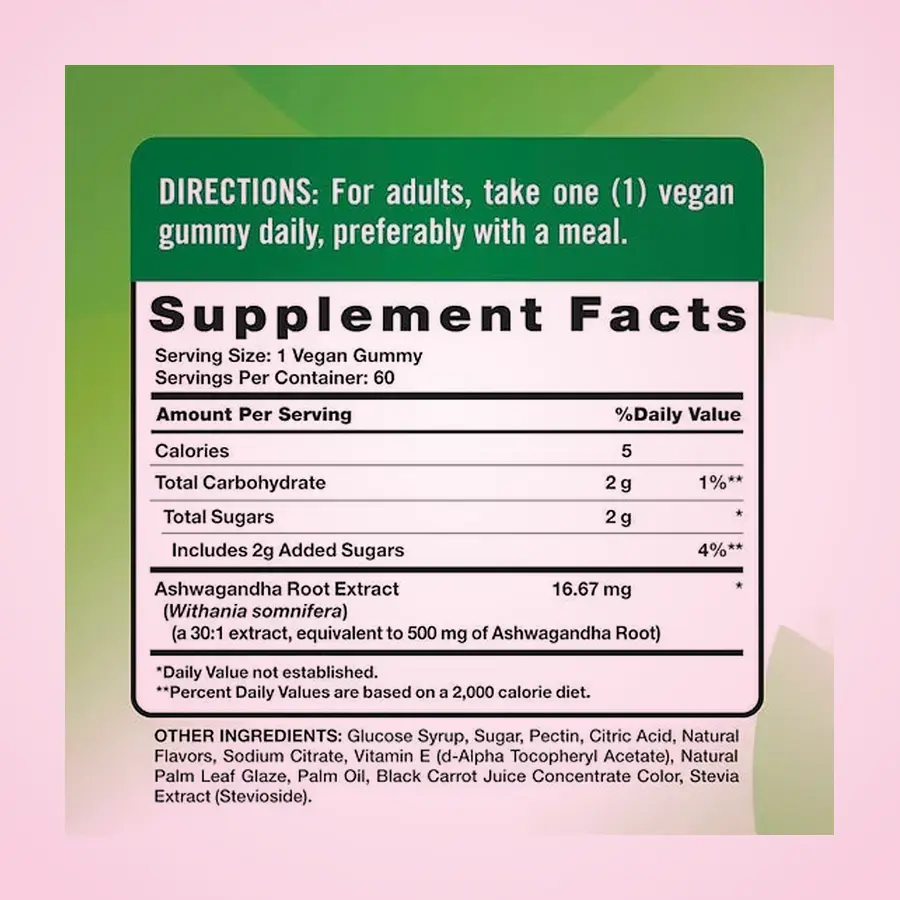 DIRECTIONS: For adults, take one (1) vegan
gummy daily, preferably with a meal.
Supplement Facts
Serving Size: 1 Vegan Gummy
Servings Per Container: 60
Amount Per Serving %Daily Value
Calories 5
Total Carbohydrate 2 g 1%**
Total Sugars 2 g *
Includes 2g Added Sugars 4%**
Ashwagandha Root Extract 16.67 mg *
(Withania somnifera)
(a 30:1 extract, equivalent to 500 mg of Ashwagandha Root)
*Daily Value not established.
**Percent Daily Values are based on a 2,000 calorie diet.
OTHER INGREDIENTS: Glucose Syrup, Sugar, Pectin, Citric Acid, Natural
Flavors, Sodium Citrate, Vitamin E (d-Alpha Tocopheryl Acetate), Natural
Palm Leaf Glaze, Palm Oil, Black Carrot Juice Concentrate Color, Stevia
Extract (Stevioside).